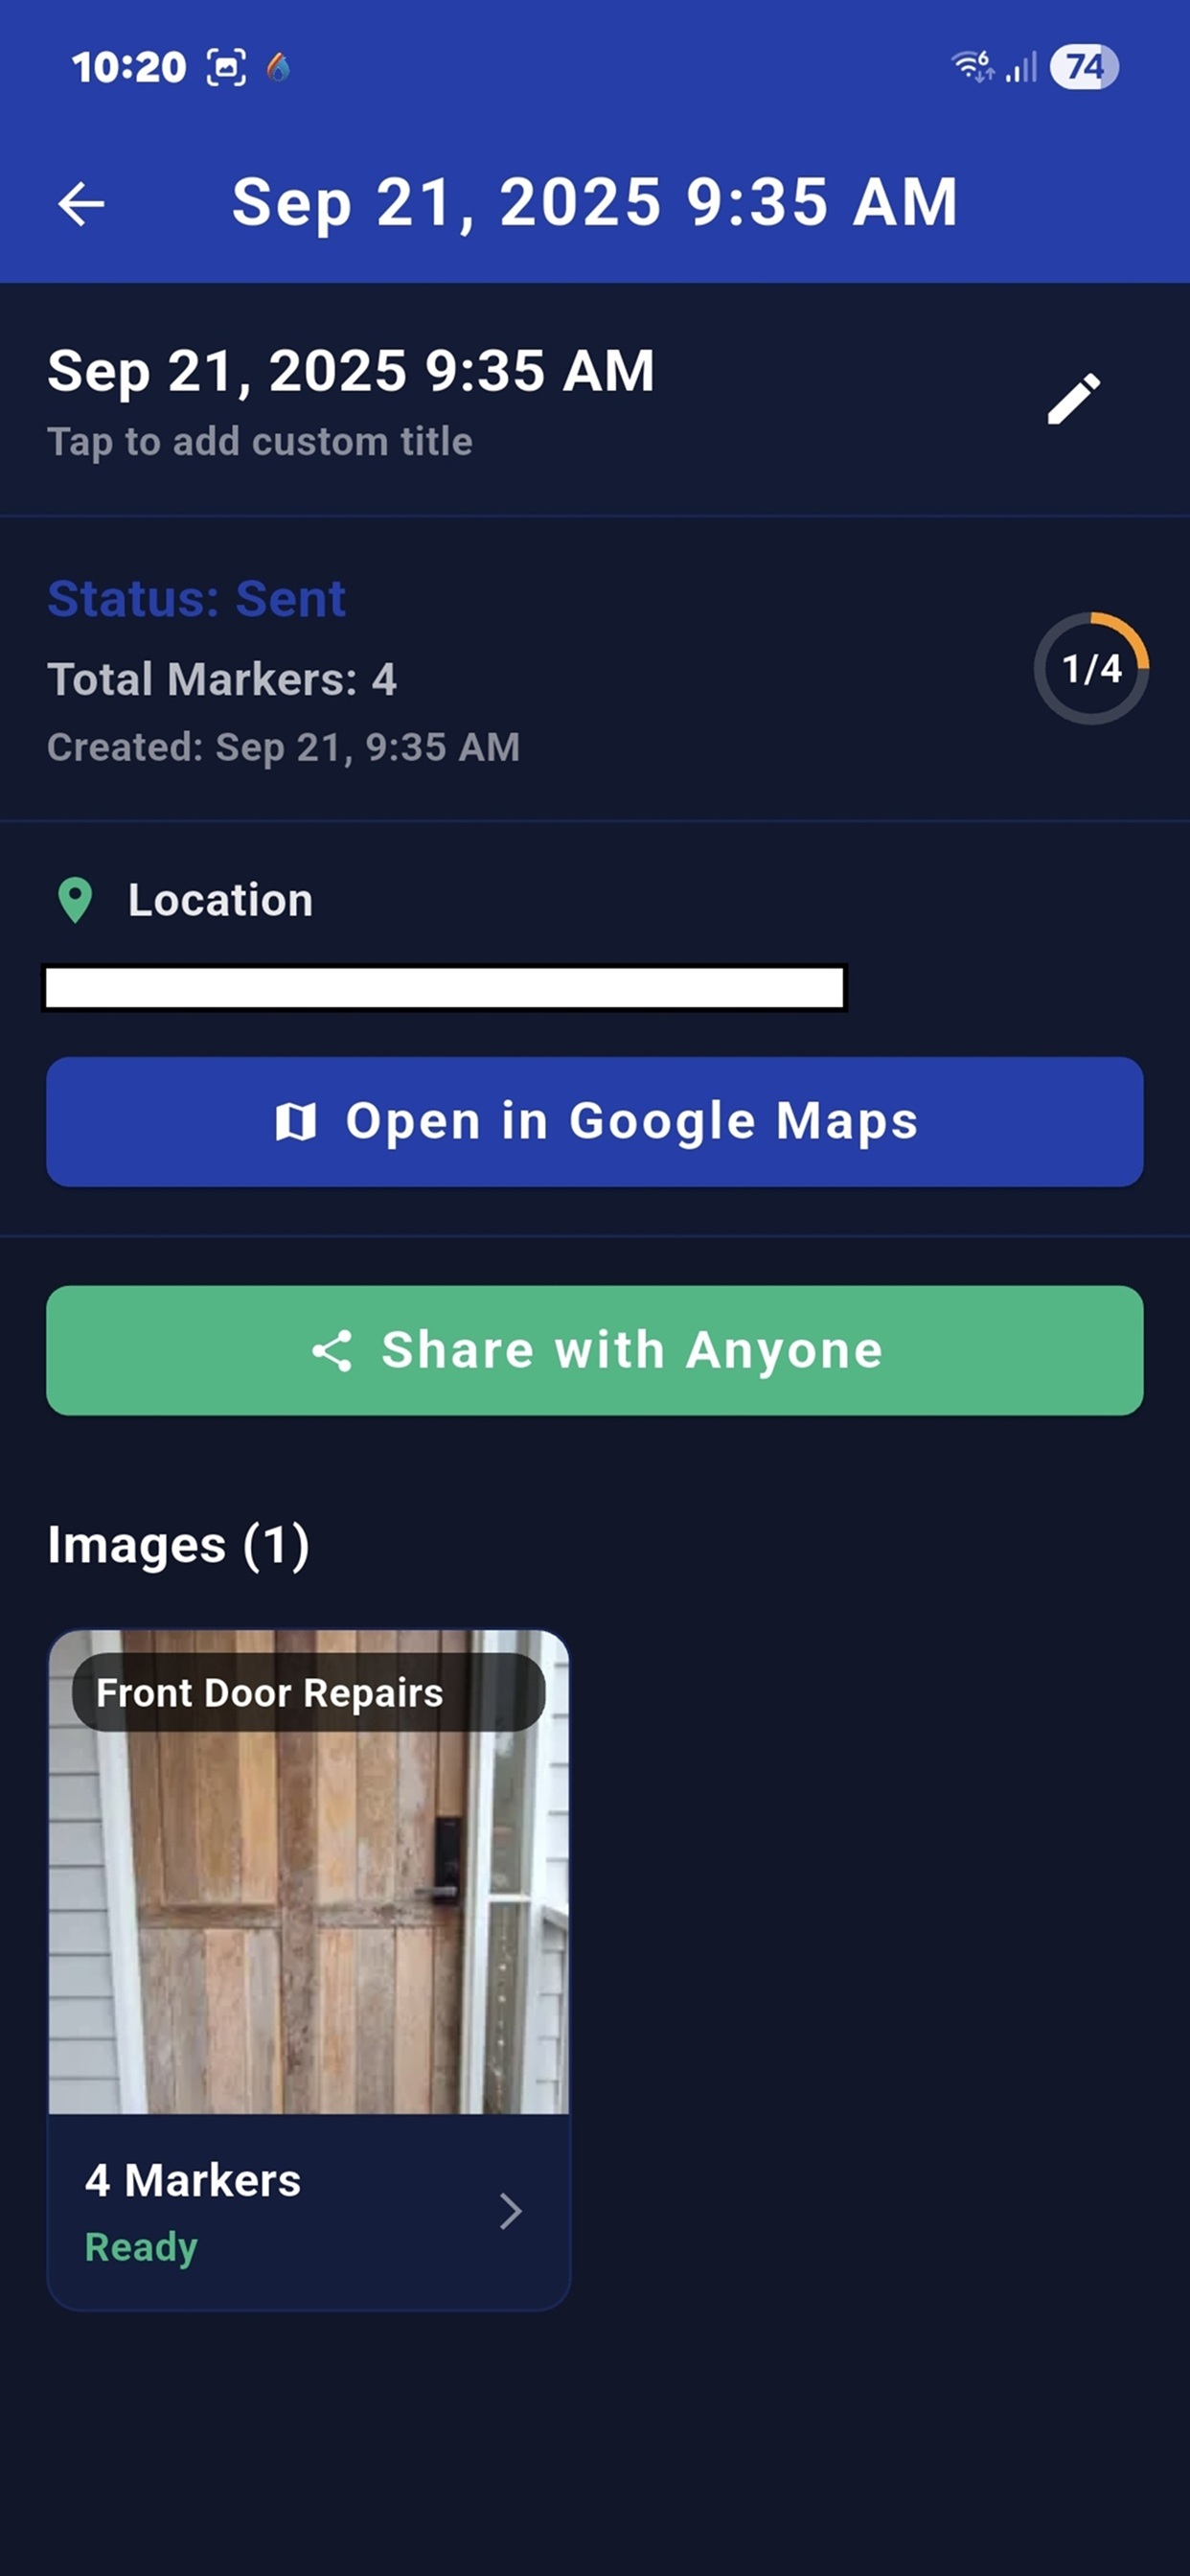 10:20
6
74
Sep 21, 2025 9:35 AM
Sep 21, 2025 9:35 AM
Tap to add custom title
Status: Sent
Total Markers: 4
Created: Sep 21, 9:35 AM
1/4
Location
Open in Google Maps
Share with Anyone
Images (1)
Front Door Repairs
4 Markers
Ready